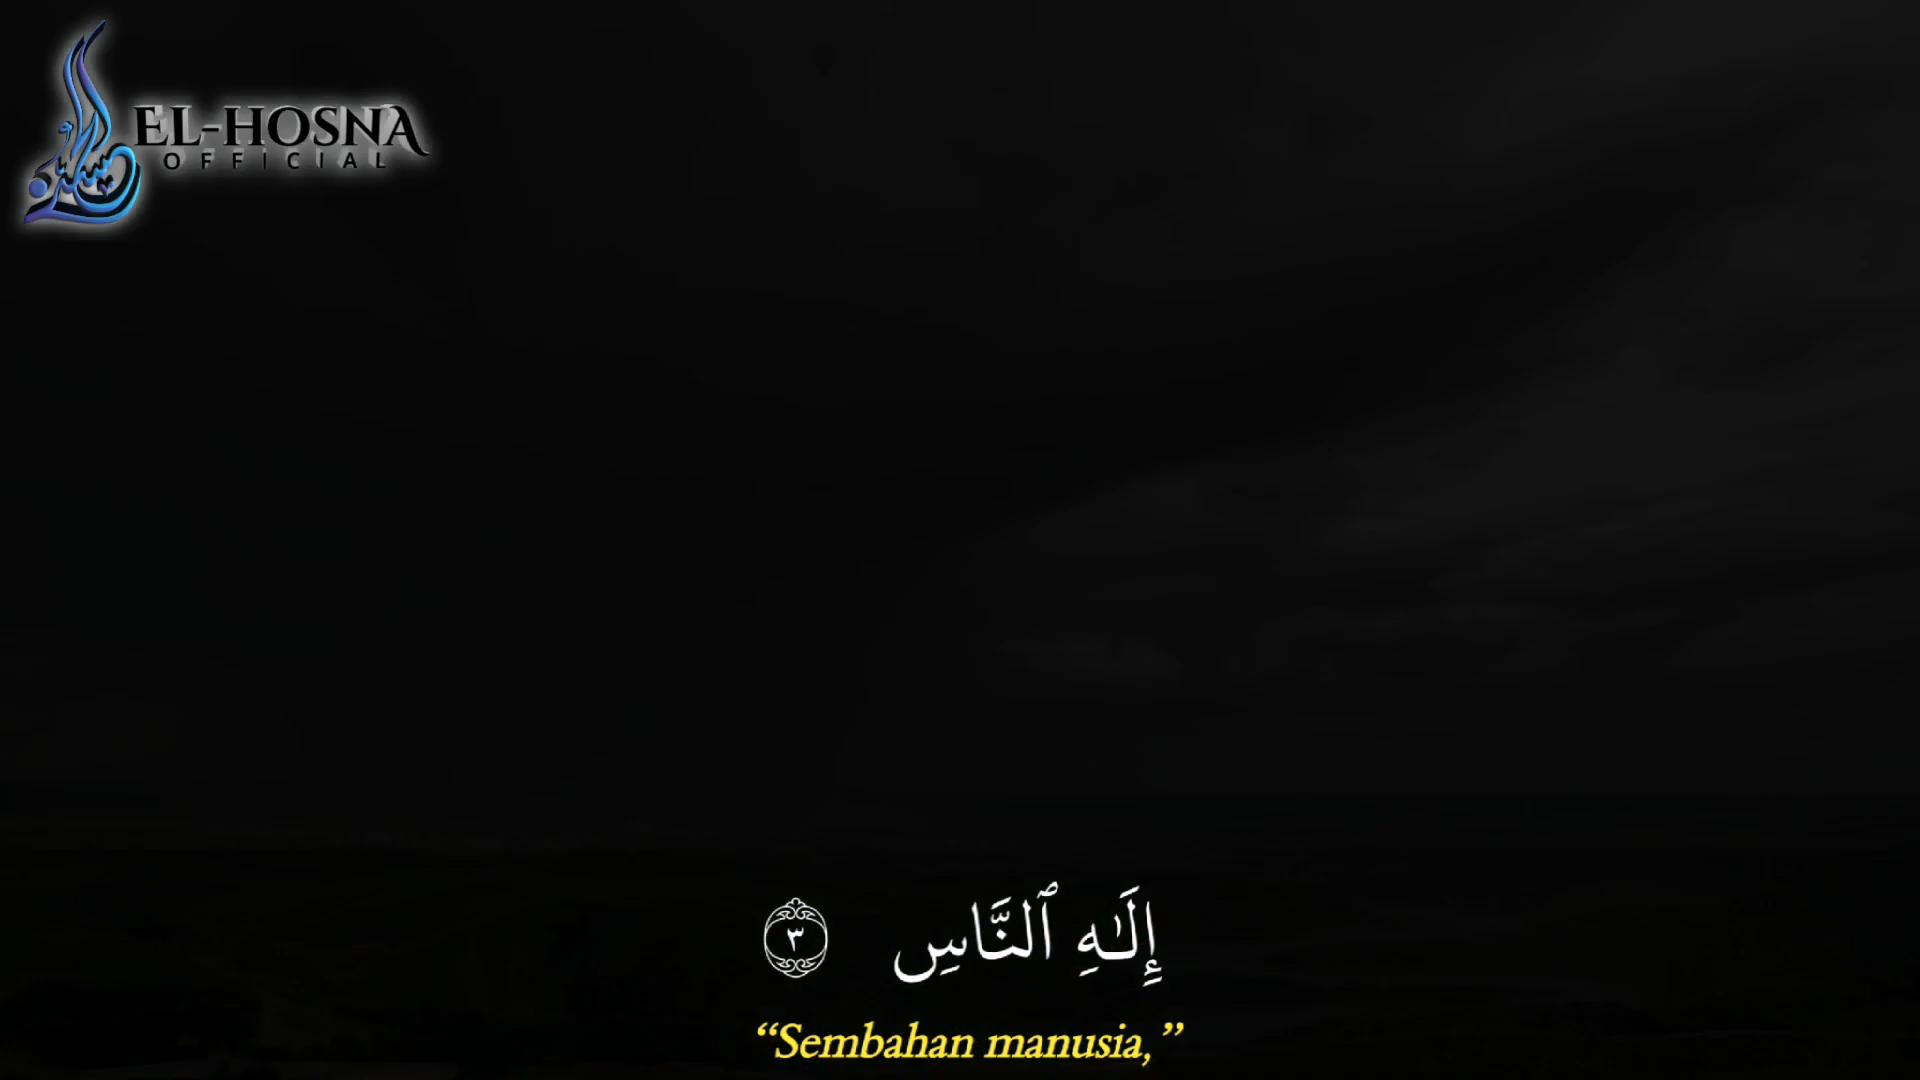 EL-HOSNA
OFFICIAL
إِلَـٰهِ ٱلنَّاسِ ٣
“Sembahan manusia,”